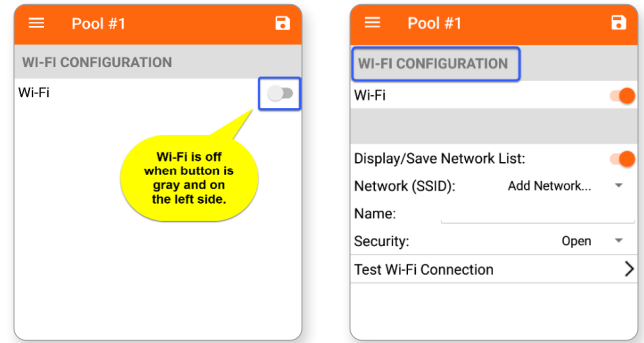 Pool #1
WI-FI CONFIGURATION
Wi-Fi
Wi-Fi is off
when button is
gray and on
the left side.
Pool #1
WI-FI CONFIGURATION
Wi-Fi
Display/Save Network List:
Network (SSID): Add Network...
Name:
Security: Open
Test Wi-Fi Connection